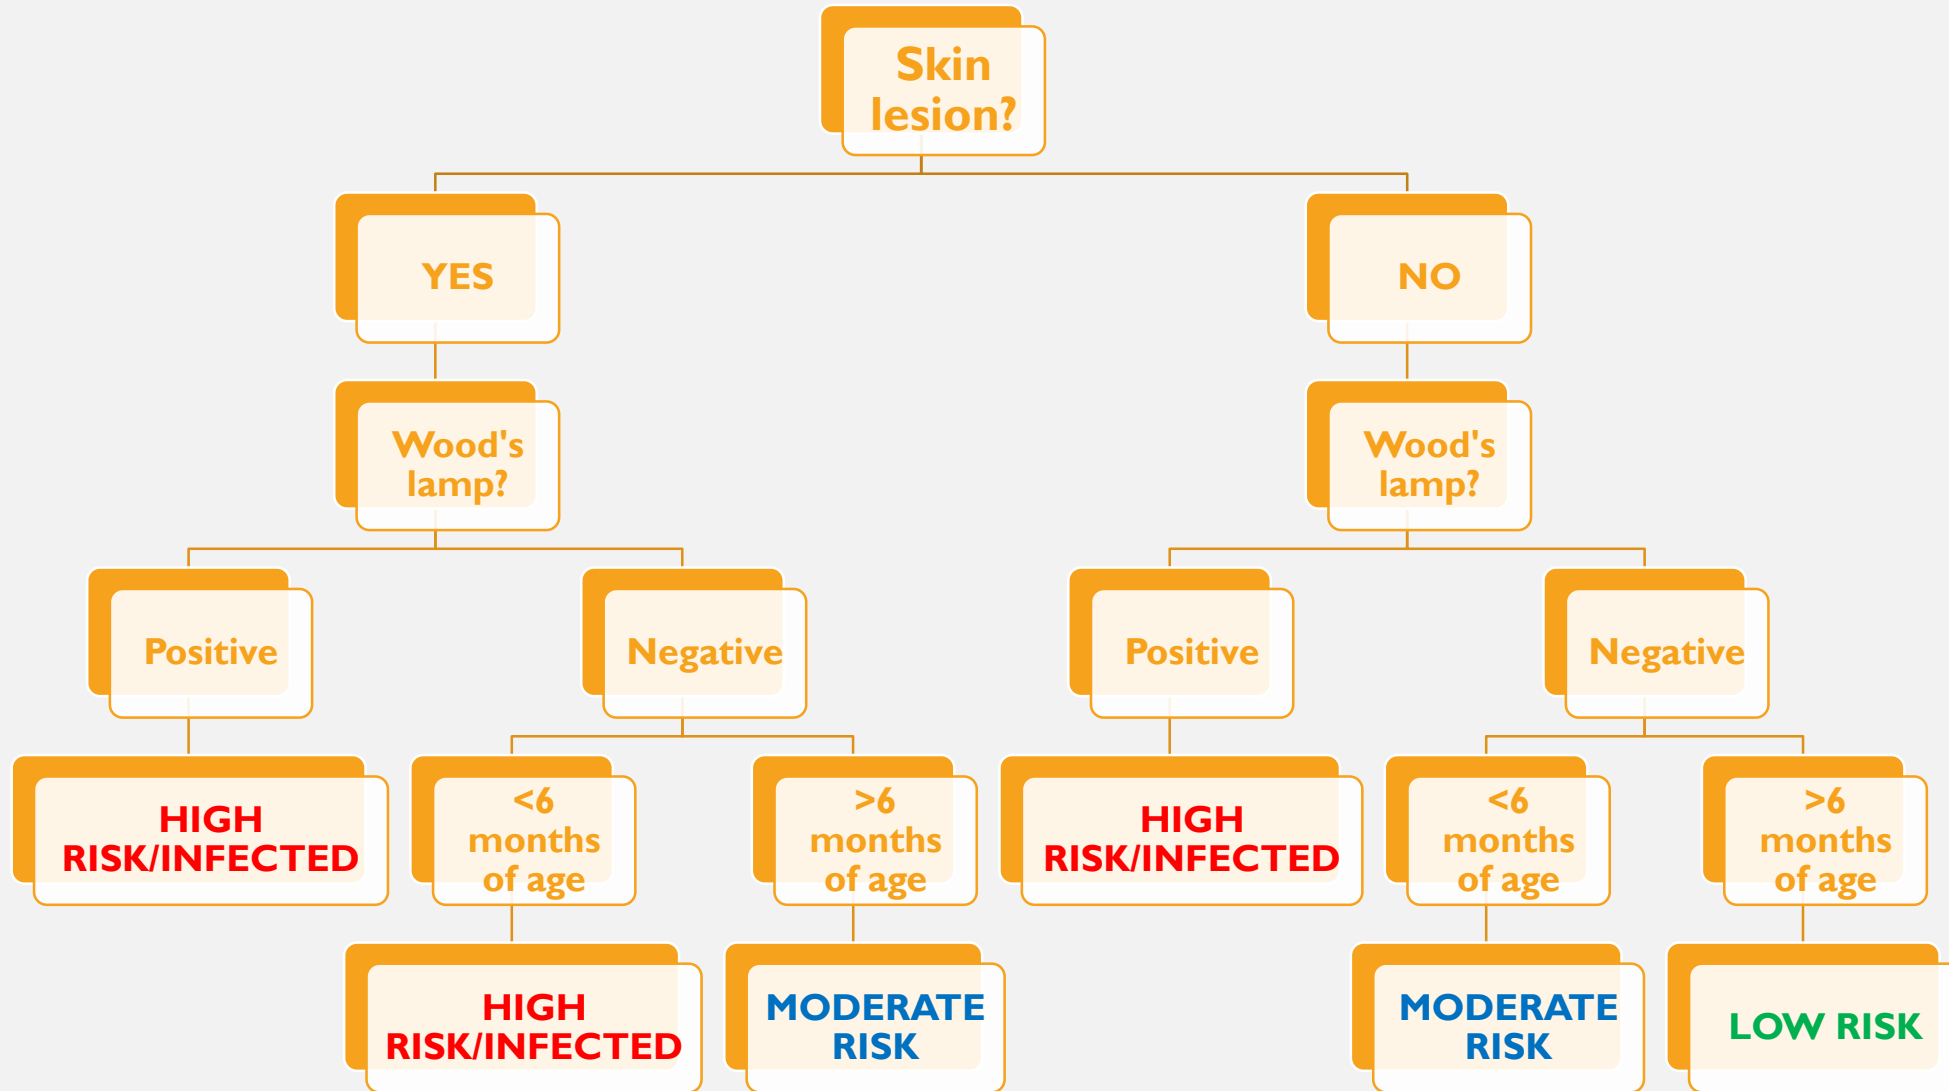 Skin
lesion?
YES
NO
Wood's
lamp?
Wood's
lamp?
Positive
Negative
Positive
Negative
HIGH
RISK/INFECTED
<6
months
of age
>6
months
of age
HIGH
RISK/INFECTED
<6
months
of age
>6
months
of age
HIGH
RISK/INFECTED
MODERATE
RISK
MODERATE
RISK
LOW RISK